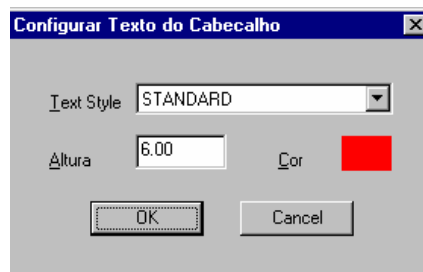 Configurar Texto do Cabecalho
Text Style STANDARD
Altura 6.00 Cor
OK Cancel